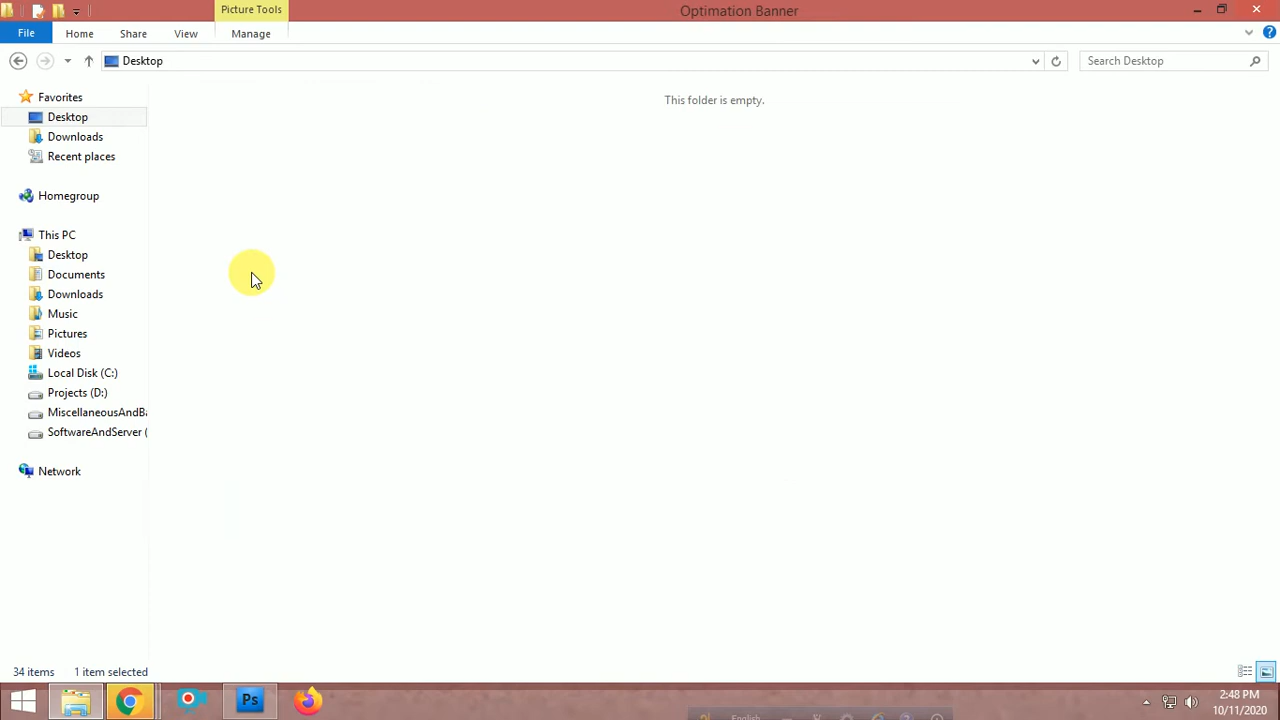 Picture Tools
Optimation Banner
File
Home
Share
View
Manage
Desktop
Search Desktop
This folder is empty.
Favorites
Desktop
Downloads
Recent places
Homegroup
This PC
Desktop
Documents
Downloads
Music
Pictures
Videos
Local Disk (C:)
Projects (D:)
MiscellaneousAndBa
SoftwareAndServer (
Network
34 items
1 item selected
Ps
English
2:48 PM
10/11/2020